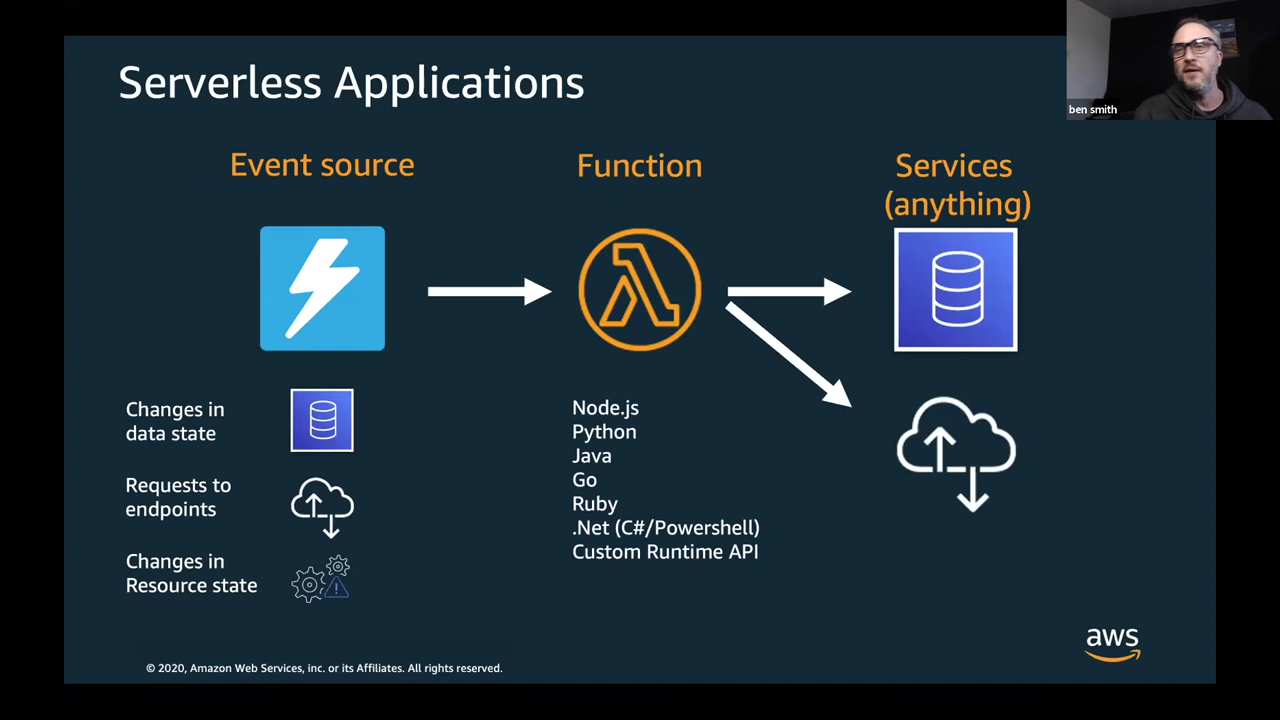 Serverless Applications
ben smith
Event source
Function
Services
(anything)
Changes in
data state
Requests to
endpoints
Changes in
Resource state
Node.js
Python
Java
Go
Ruby
.Net (C#/Powershell)
Custom Runtime API
aws
© 2020, Amazon Web Services, inc. or its Affiliates. All rights reserved.